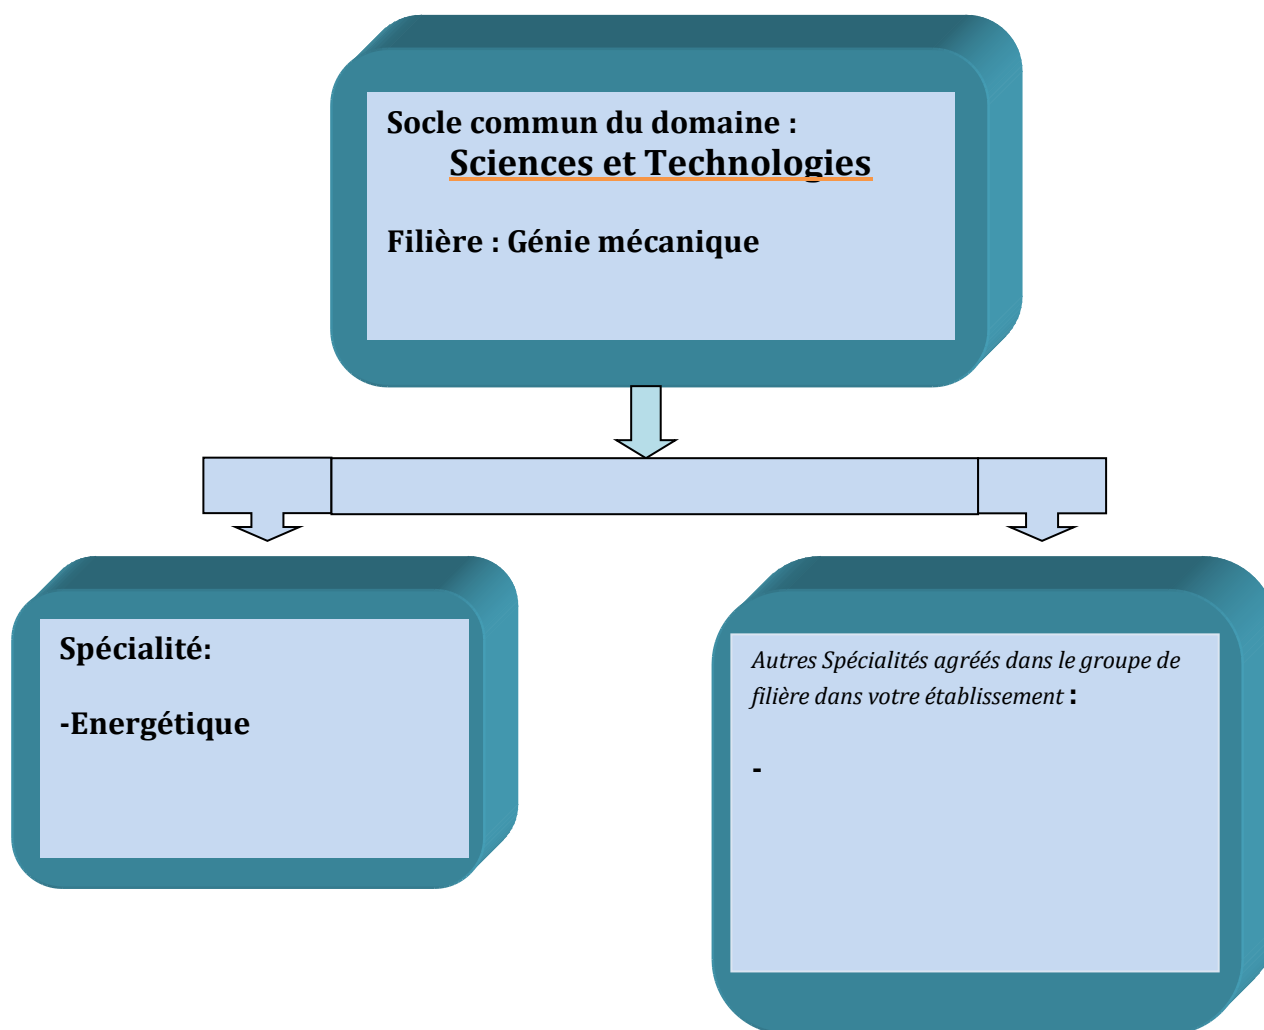 Socle commun du domaine :
Sciences et Technologies
Filière : Génie mécanique
Spécialité:
-Energétique
Autres Spécialités agréés dans le groupe de
filière dans votre établissement :
-